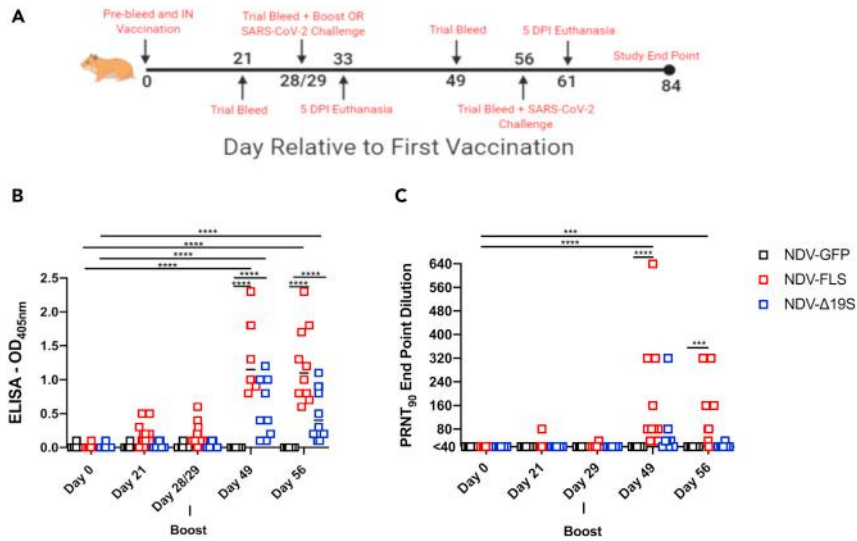 A
Pre-bleed and IN
Vaccination
Trial Bleed + Boost OR
SARS-CoV-2 Challenge
5 DPI Euthanasia
Trial Bleed
Study End Point
21
33
56
0
28/29
49
61
84
Trial Bleed
5 DPI Euthanasia
Trial Bleed + SARS-CoV-2
Challenge
Day Relative to First Vaccination
B
****
****
****
****
****
****
****
****
2.5
2.0
1.5
1.0
0.5
0.0
ELISA - OD405nm
Day 0
Day 21
Day 28/29
Day 49
Day 56
Boost
C
***
****
****
***
640
560
480
400
320
240
160
80
<40
PRNT90 End Point Dilution
Day 0
Day 21
Day 29
Day 49
Day 56
Boost
NDV-GFP
NDV-FLS
NDV-Δ19S